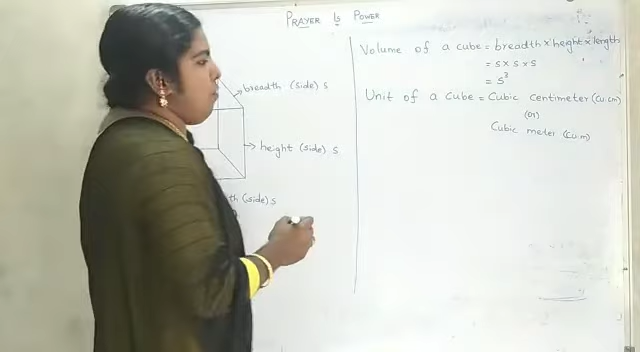 PRAYER IS POWER
breadth (side) s
height (side) s
th (side) s
Volume of a cube = breadth × height × length
= s × s × s
= s³
Unit of a cube = Cubic centimeter (cu.cm)
(or)
Cubic meter (cu.m)